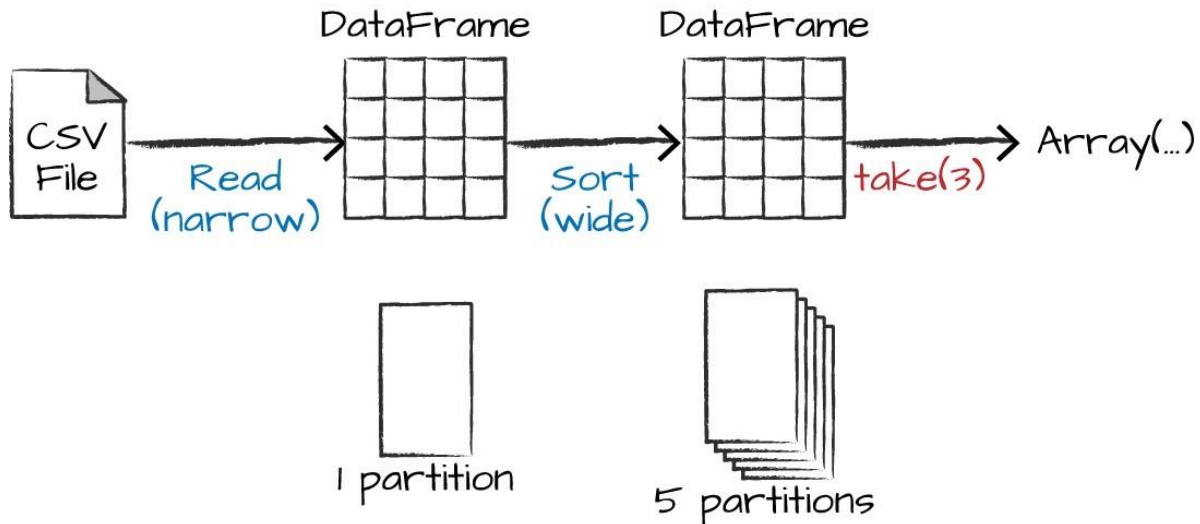 DataFrame
DataFrame
CSV
File
Read
(narrow)
Sort
(wide)
take(3)
Array(...)
1 partition
5 partitions